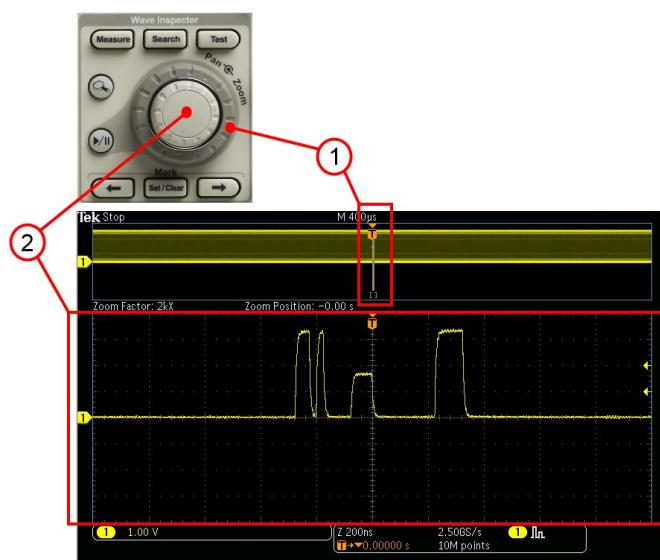 Wave Inspector
Measure Search Test
Pan Zoom
Mark
Set / Clear
1
2
Tek Stop
M 400µs
T
1
Zoom Factor: 2kX
Zoom Position: -0.00 s
T
1
1 1.00 V
Z 200ns 2.50GS/s 1
T→▼0.00000 s 10M points